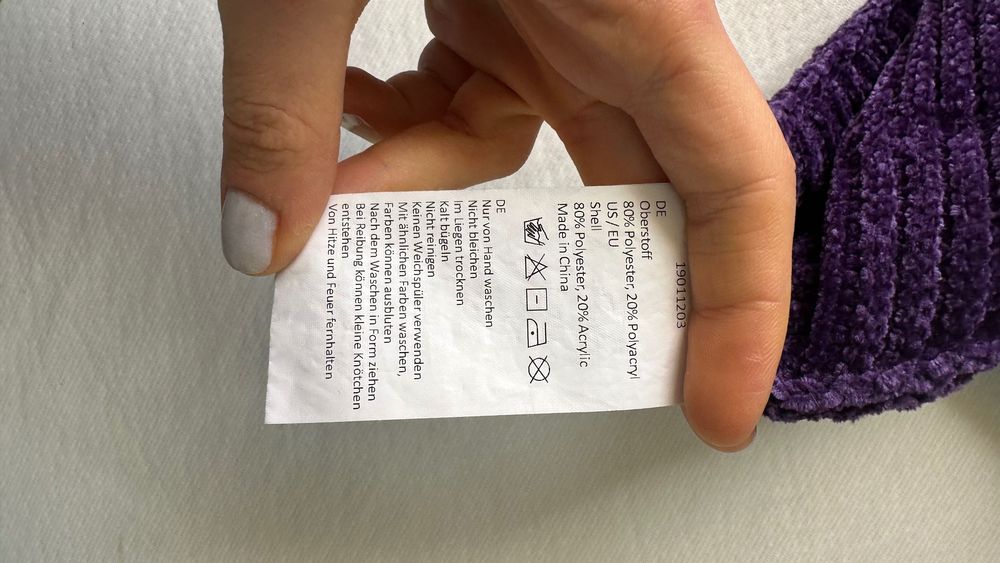 19011203
DE
Oberstoff
80% Polyester, 20% Polyacryl
US / EU
Shell
80% Polyester, 20% Acrylic
Made in China
DE
Nur von Hand waschen
Nicht bleichen
Im Liegen trocknen
Kalt bügeln
Nicht reinigen
Keinen Weichspüler verwenden
Mit ähnlichen Farben waschen,
Farben können ausbluten
Nach dem Waschen in Form ziehen
Bei Reibung können kleine Knötchen
entstehen
Von Hitze und Feuer fernhalten